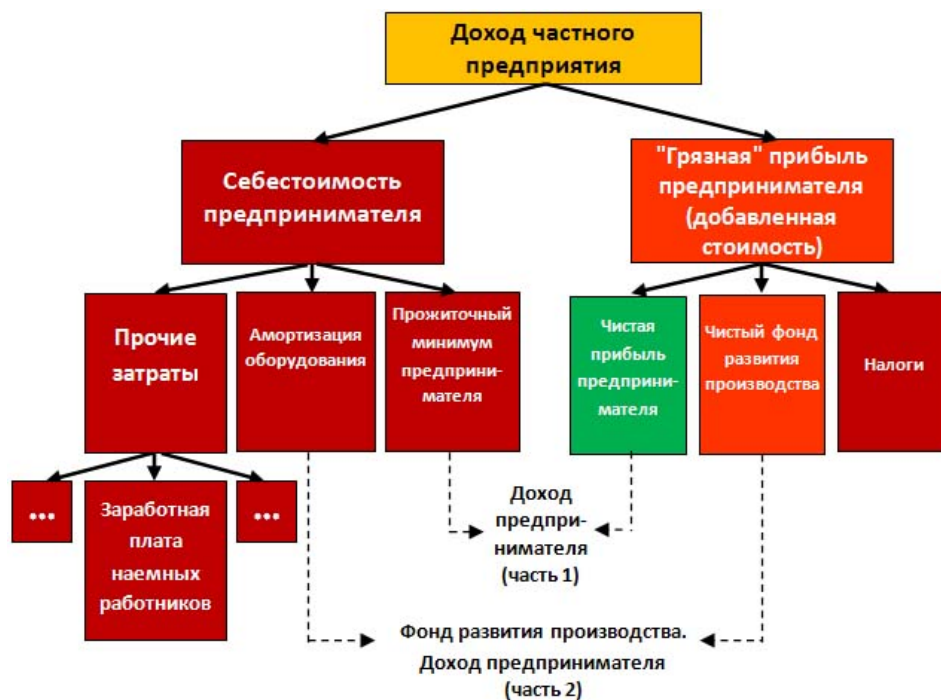 Доход частного
предприятия
Себестоимость
предпринимателя
"Грязная" прибыль
предпринимателя
(добавленная
стоимость)
Прочие
затраты
Амортизация
оборудования
Прожиточный
минимум
предприни-
мателя
Чистая
прибыль
предприни-
мателя
Чистый фонд
развития
производства
Налоги
...
Заработная
плата
наемных
работников
...
Доход
предпри-
нимателя
(часть 1)
Фонд развития производства.
Доход предпринимателя
(часть 2)